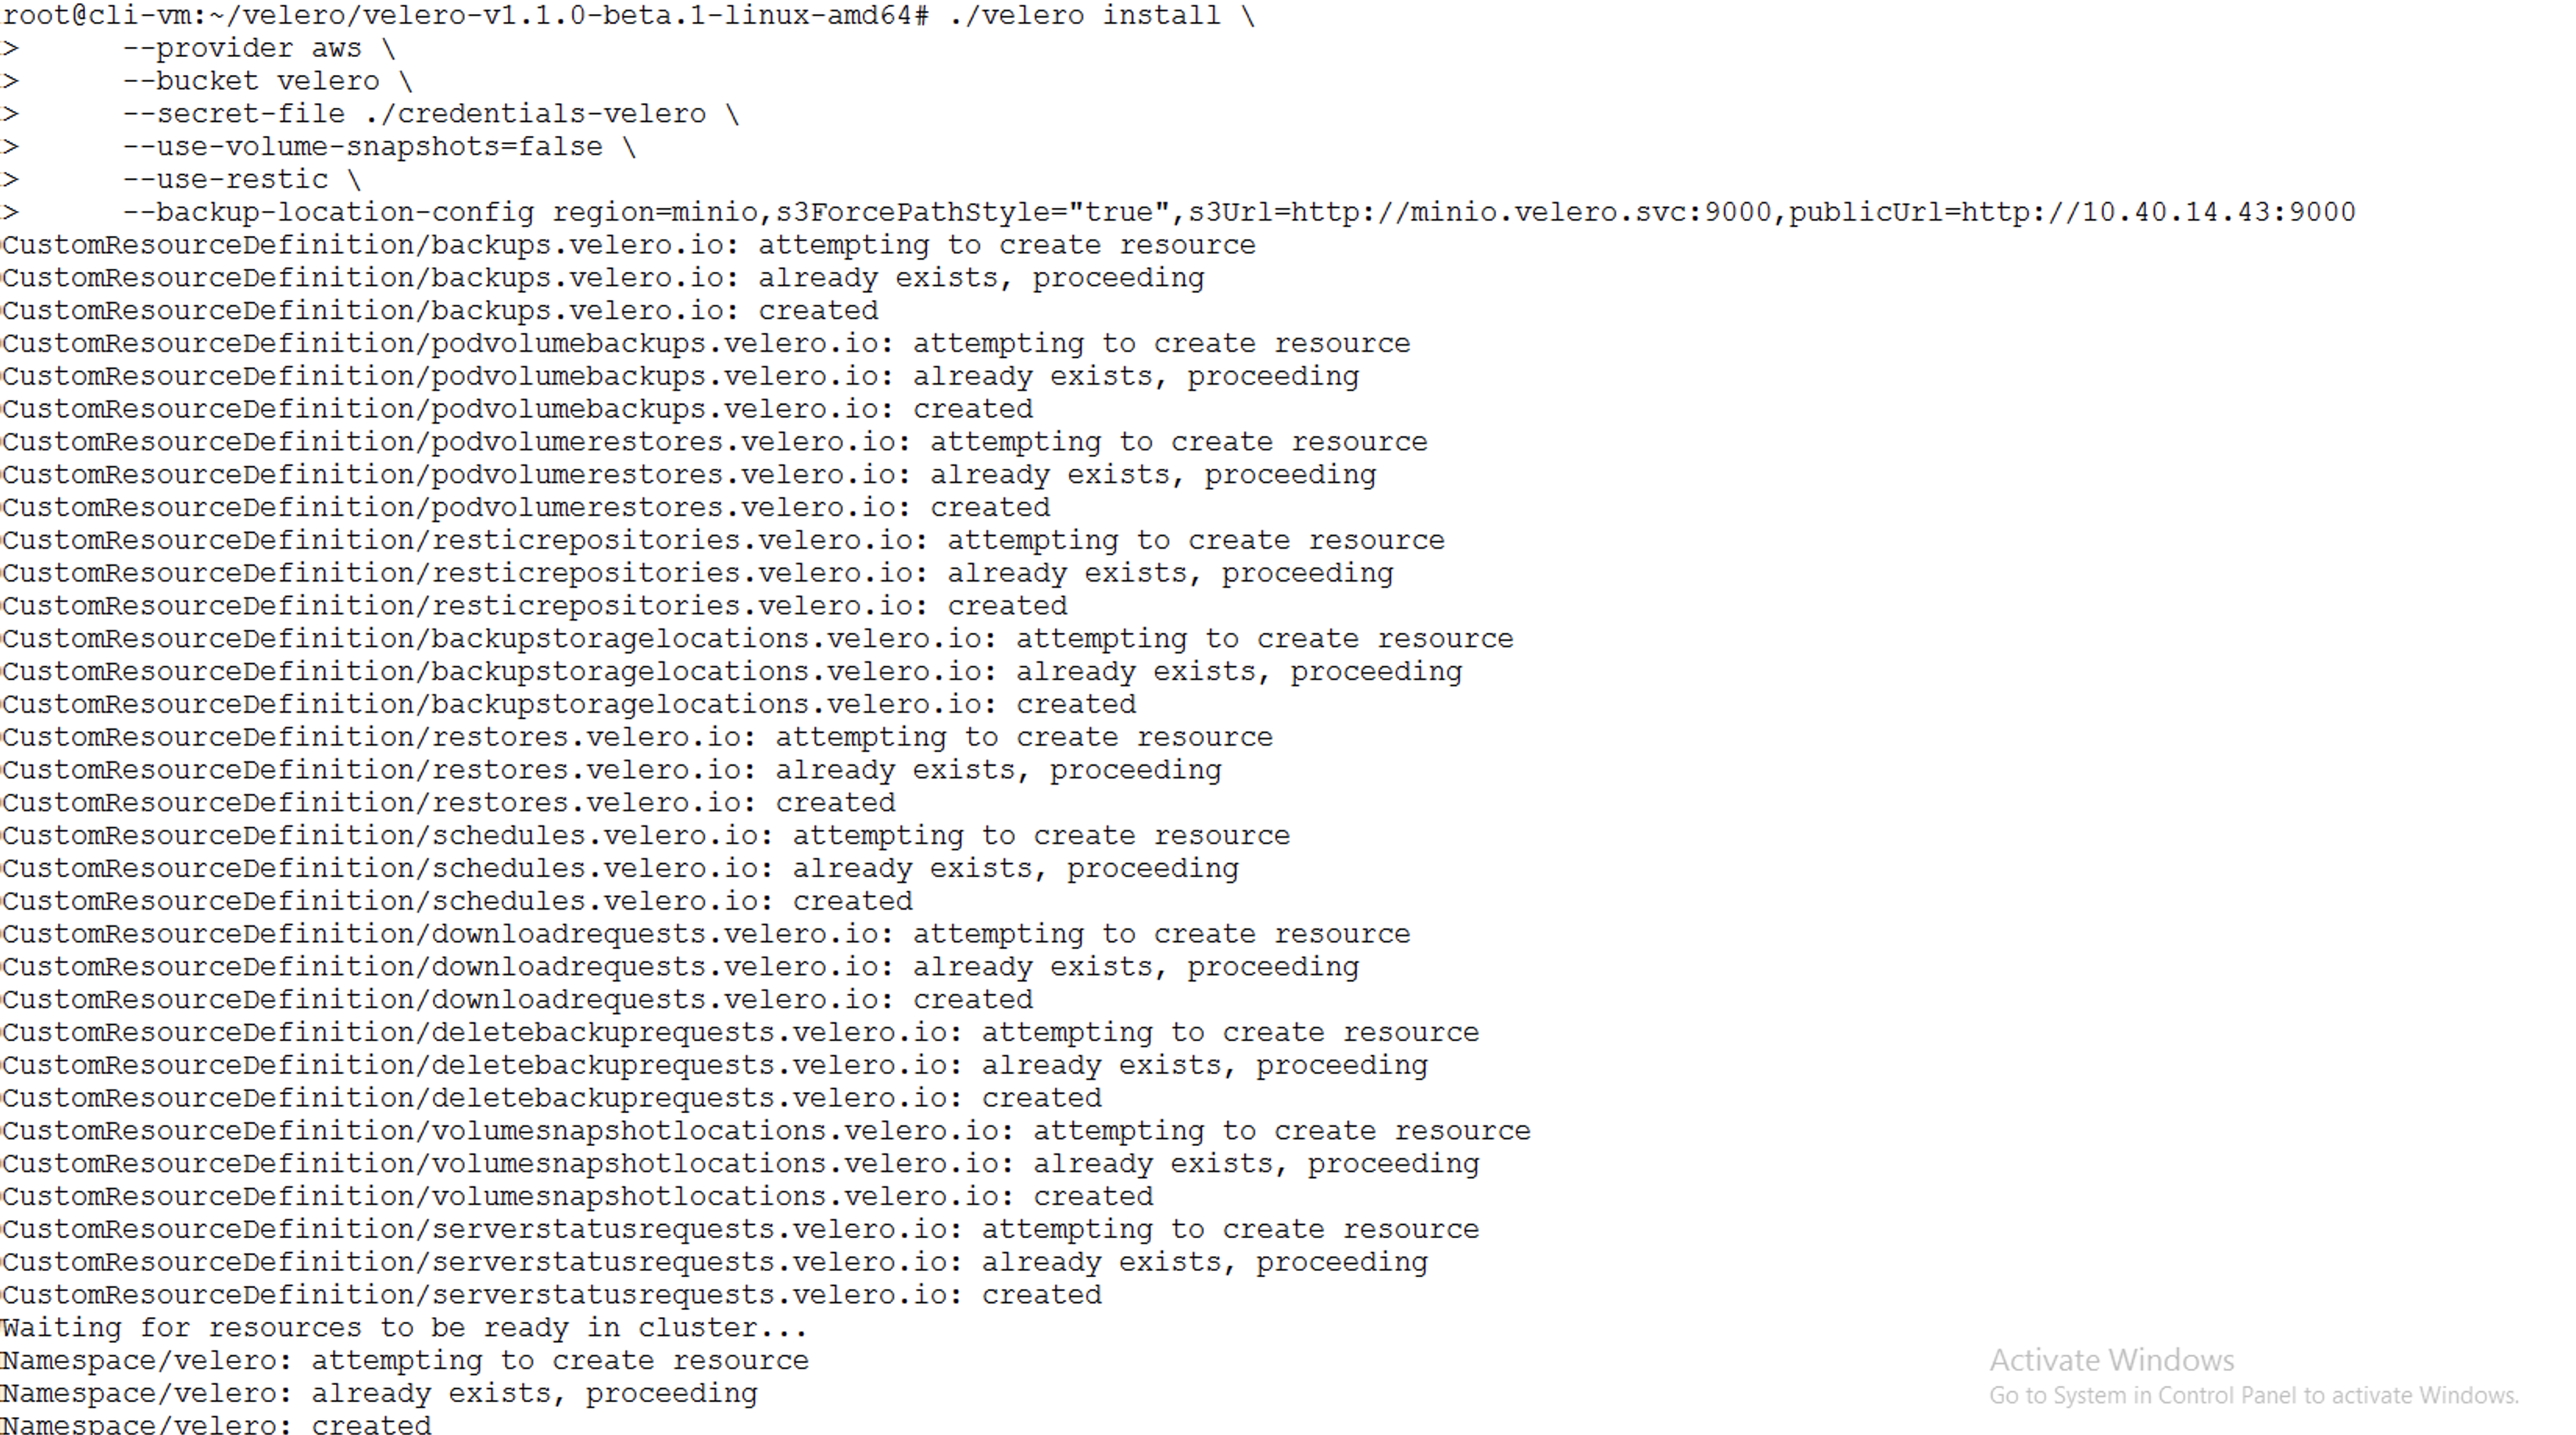 root@cli-vm:~/velero/velero-v1.1.0-beta.1-linux-amd64# ./velero install \
>      --provider aws \
>      --bucket velero \
>      --secret-file ./credentials-velero \
>      --use-volume-snapshots=false \
>      --use-restic \
>      --backup-location-config region=minio,s3ForcePathStyle="true",s3Url=http://minio.velero.svc:9000,publicUrl=http://10.40.14.43:9000
CustomResourceDefinition/backups.velero.io: attempting to create resource
CustomResourceDefinition/backups.velero.io: already exists, proceeding
CustomResourceDefinition/backups.velero.io: created
CustomResourceDefinition/podvolumebackups.velero.io: attempting to create resource
CustomResourceDefinition/podvolumebackups.velero.io: already exists, proceeding
CustomResourceDefinition/podvolumebackups.velero.io: created
CustomResourceDefinition/podvolumerestores.velero.io: attempting to create resource
CustomResourceDefinition/podvolumerestores.velero.io: already exists, proceeding
CustomResourceDefinition/podvolumerestores.velero.io: created
CustomResourceDefinition/resticrepositories.velero.io: attempting to create resource
CustomResourceDefinition/resticrepositories.velero.io: already exists, proceeding
CustomResourceDefinition/resticrepositories.velero.io: created
CustomResourceDefinition/backupstoragelocations.velero.io: attempting to create resource
CustomResourceDefinition/backupstoragelocations.velero.io: already exists, proceeding
CustomResourceDefinition/backupstoragelocations.velero.io: created
CustomResourceDefinition/restores.velero.io: attempting to create resource
CustomResourceDefinition/restores.velero.io: already exists, proceeding
CustomResourceDefinition/restores.velero.io: created
CustomResourceDefinition/schedules.velero.io: attempting to create resource
CustomResourceDefinition/schedules.velero.io: already exists, proceeding
CustomResourceDefinition/schedules.velero.io: created
CustomResourceDefinition/downloadrequests.velero.io: attempting to create resource
CustomResourceDefinition/downloadrequests.velero.io: already exists, proceeding
CustomResourceDefinition/downloadrequests.velero.io: created
CustomResourceDefinition/deletebackuprequests.velero.io: attempting to create resource
CustomResourceDefinition/deletebackuprequests.velero.io: already exists, proceeding
CustomResourceDefinition/deletebackuprequests.velero.io: created
CustomResourceDefinition/volumesnapshotlocations.velero.io: attempting to create resource
CustomResourceDefinition/volumesnapshotlocations.velero.io: already exists, proceeding
CustomResourceDefinition/volumesnapshotlocations.velero.io: created
CustomResourceDefinition/serverstatusrequests.velero.io: attempting to create resource
CustomResourceDefinition/serverstatusrequests.velero.io: already exists, proceeding
CustomResourceDefinition/serverstatusrequests.velero.io: created
Waiting for resources to be ready in cluster...
Namespace/velero: attempting to create resource
Namespace/velero: already exists, proceeding
Namespace/velero: created
Activate Windows
Go to System in Control Panel to activate Windows.